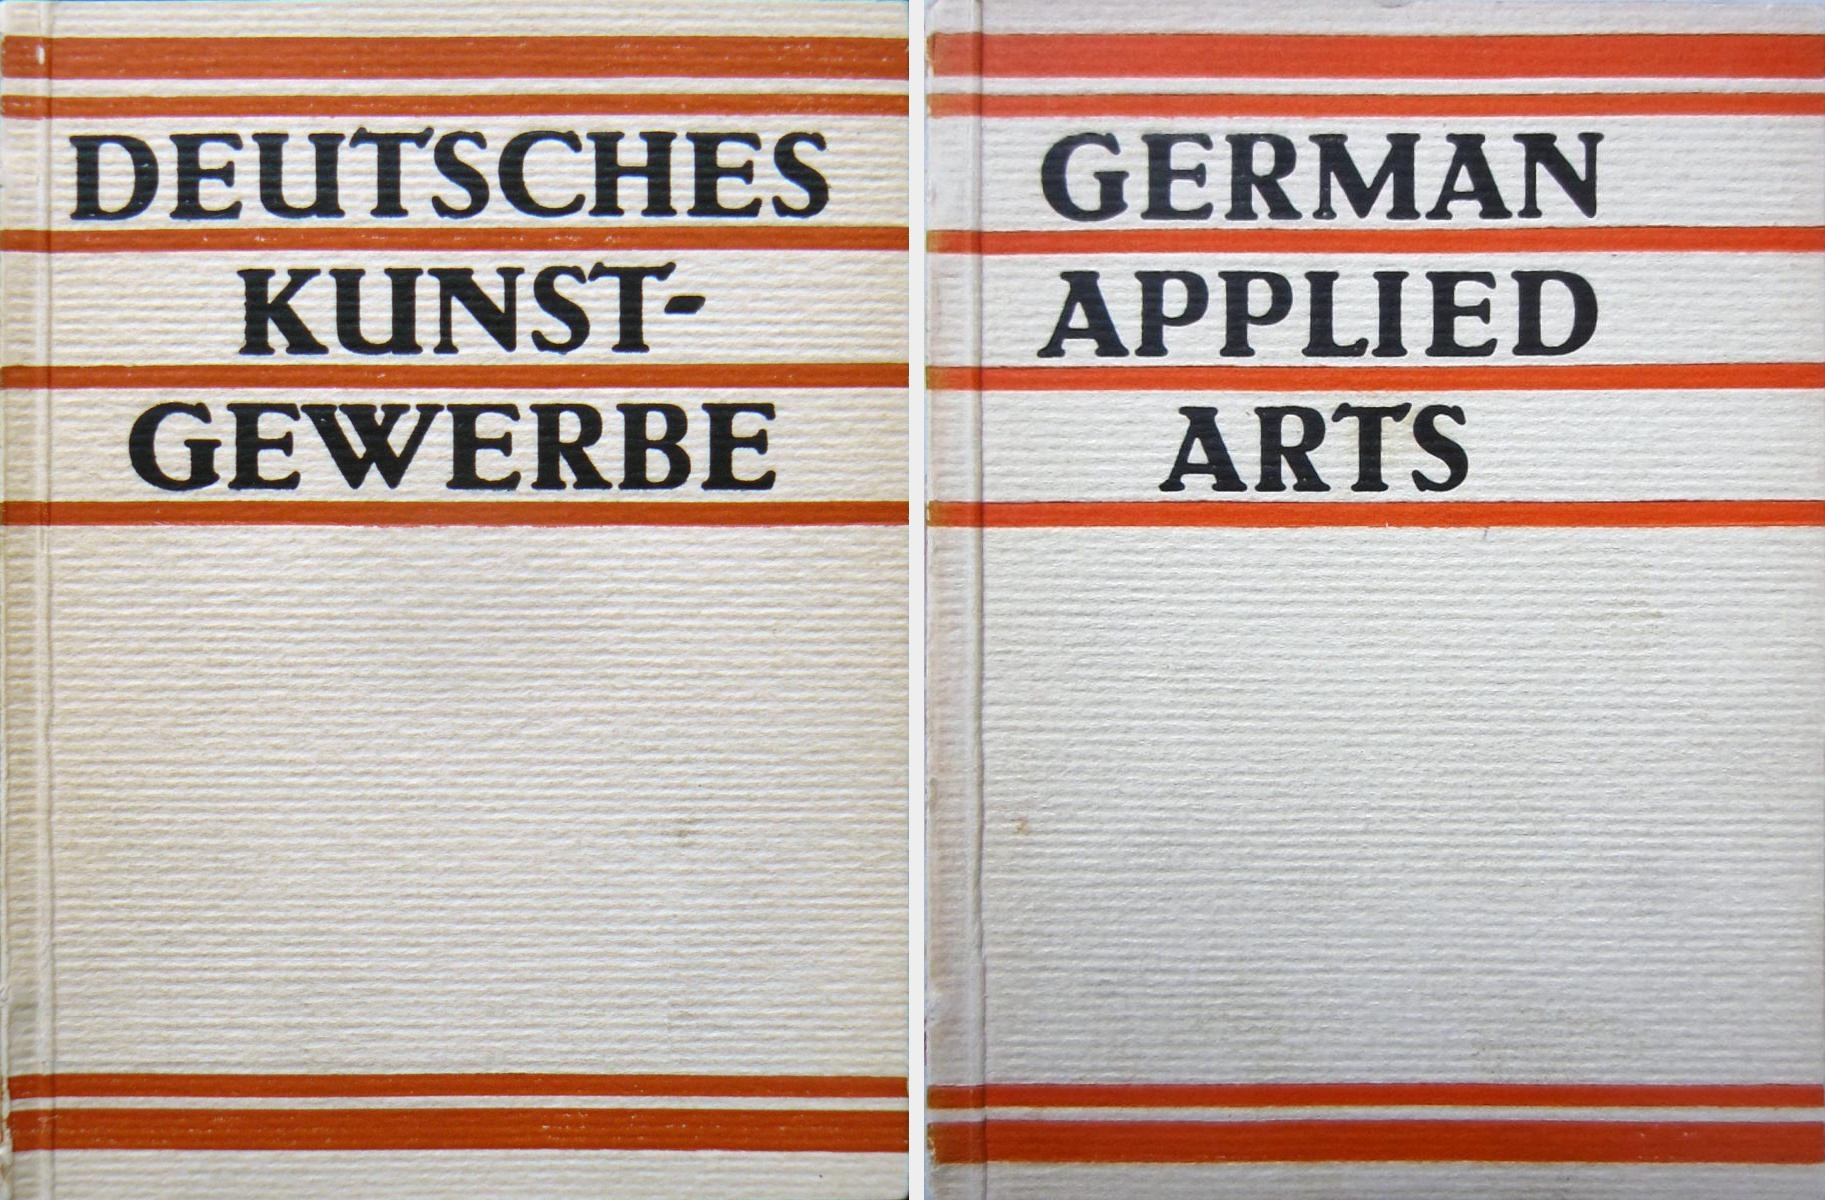 DEUTSCHES
KUNST-
GEWERBE
GERMAN
APPLIED
ARTS